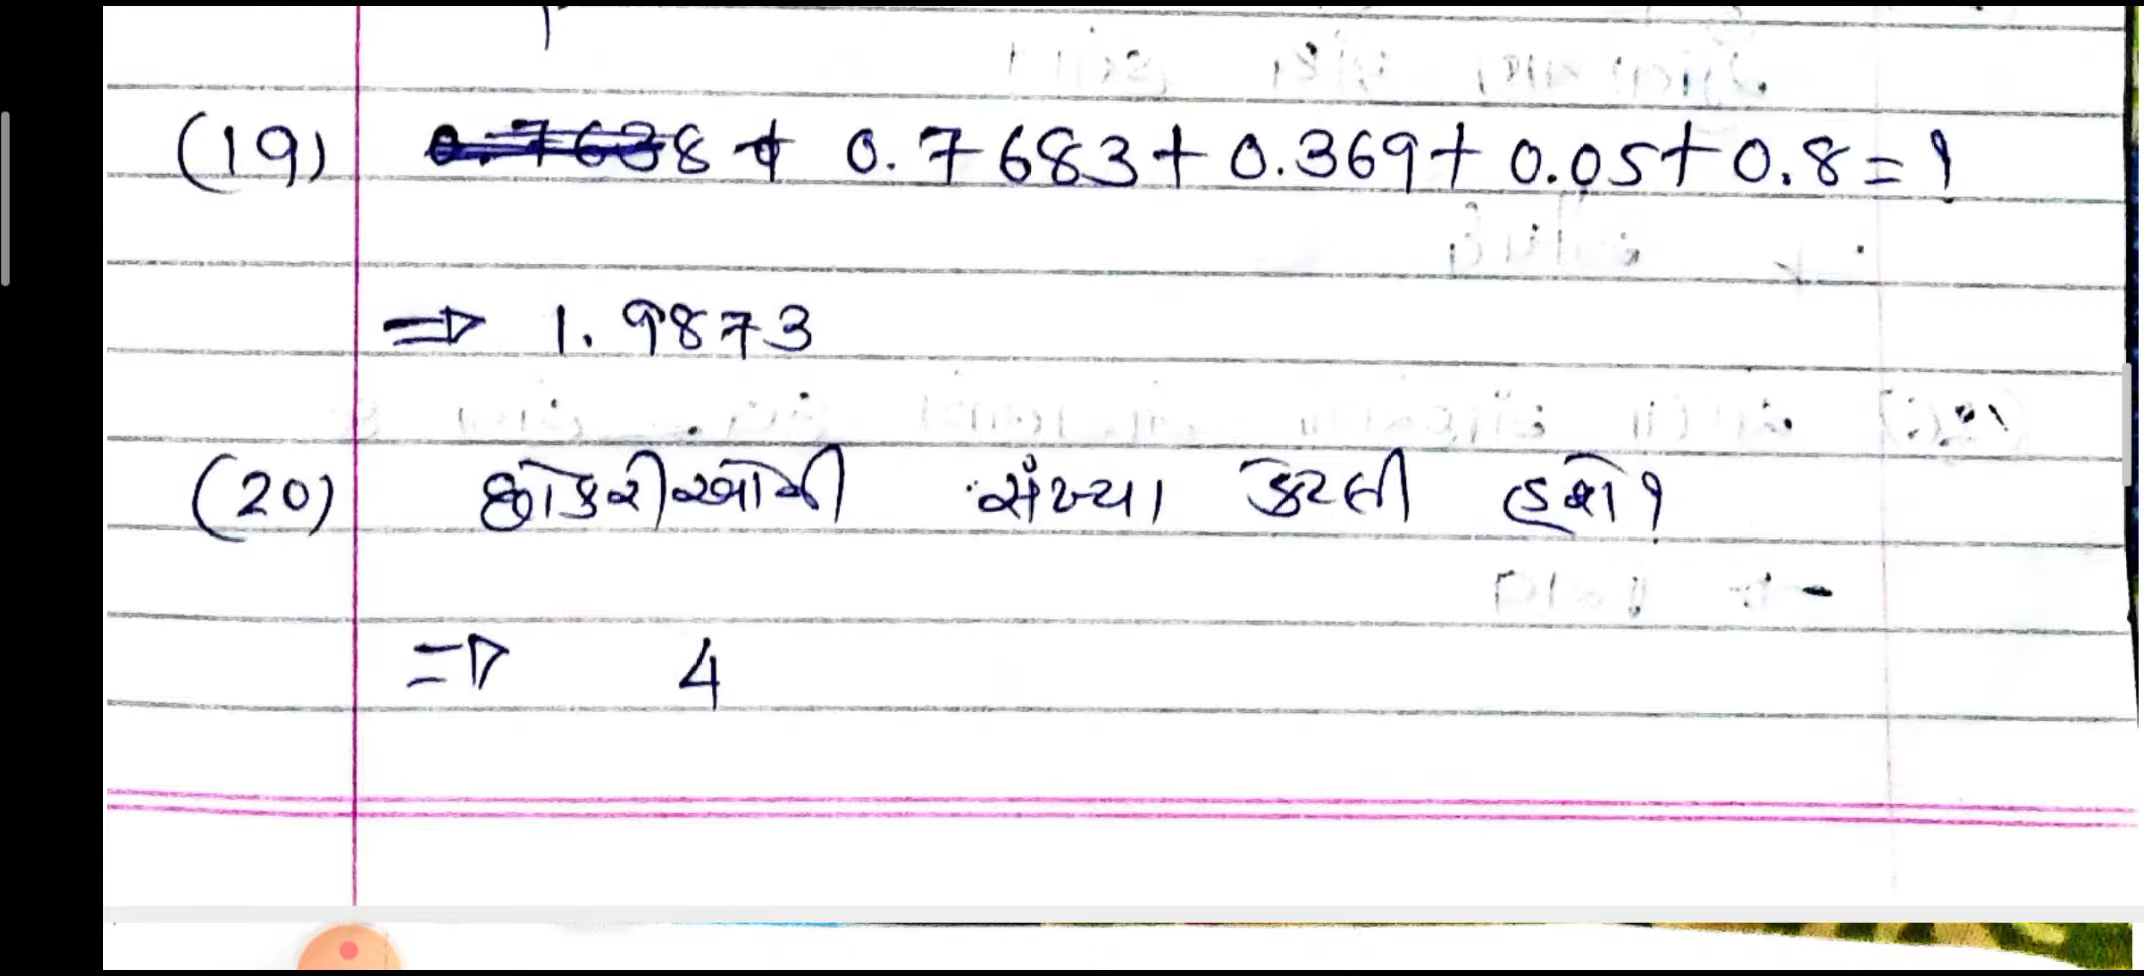 (19) 0.7683+0.369+0.05+0.8=?
⇒ 1.9873
(20) છોકરીઓની સંખ્યા કેટલી હશે?
⇒ 4